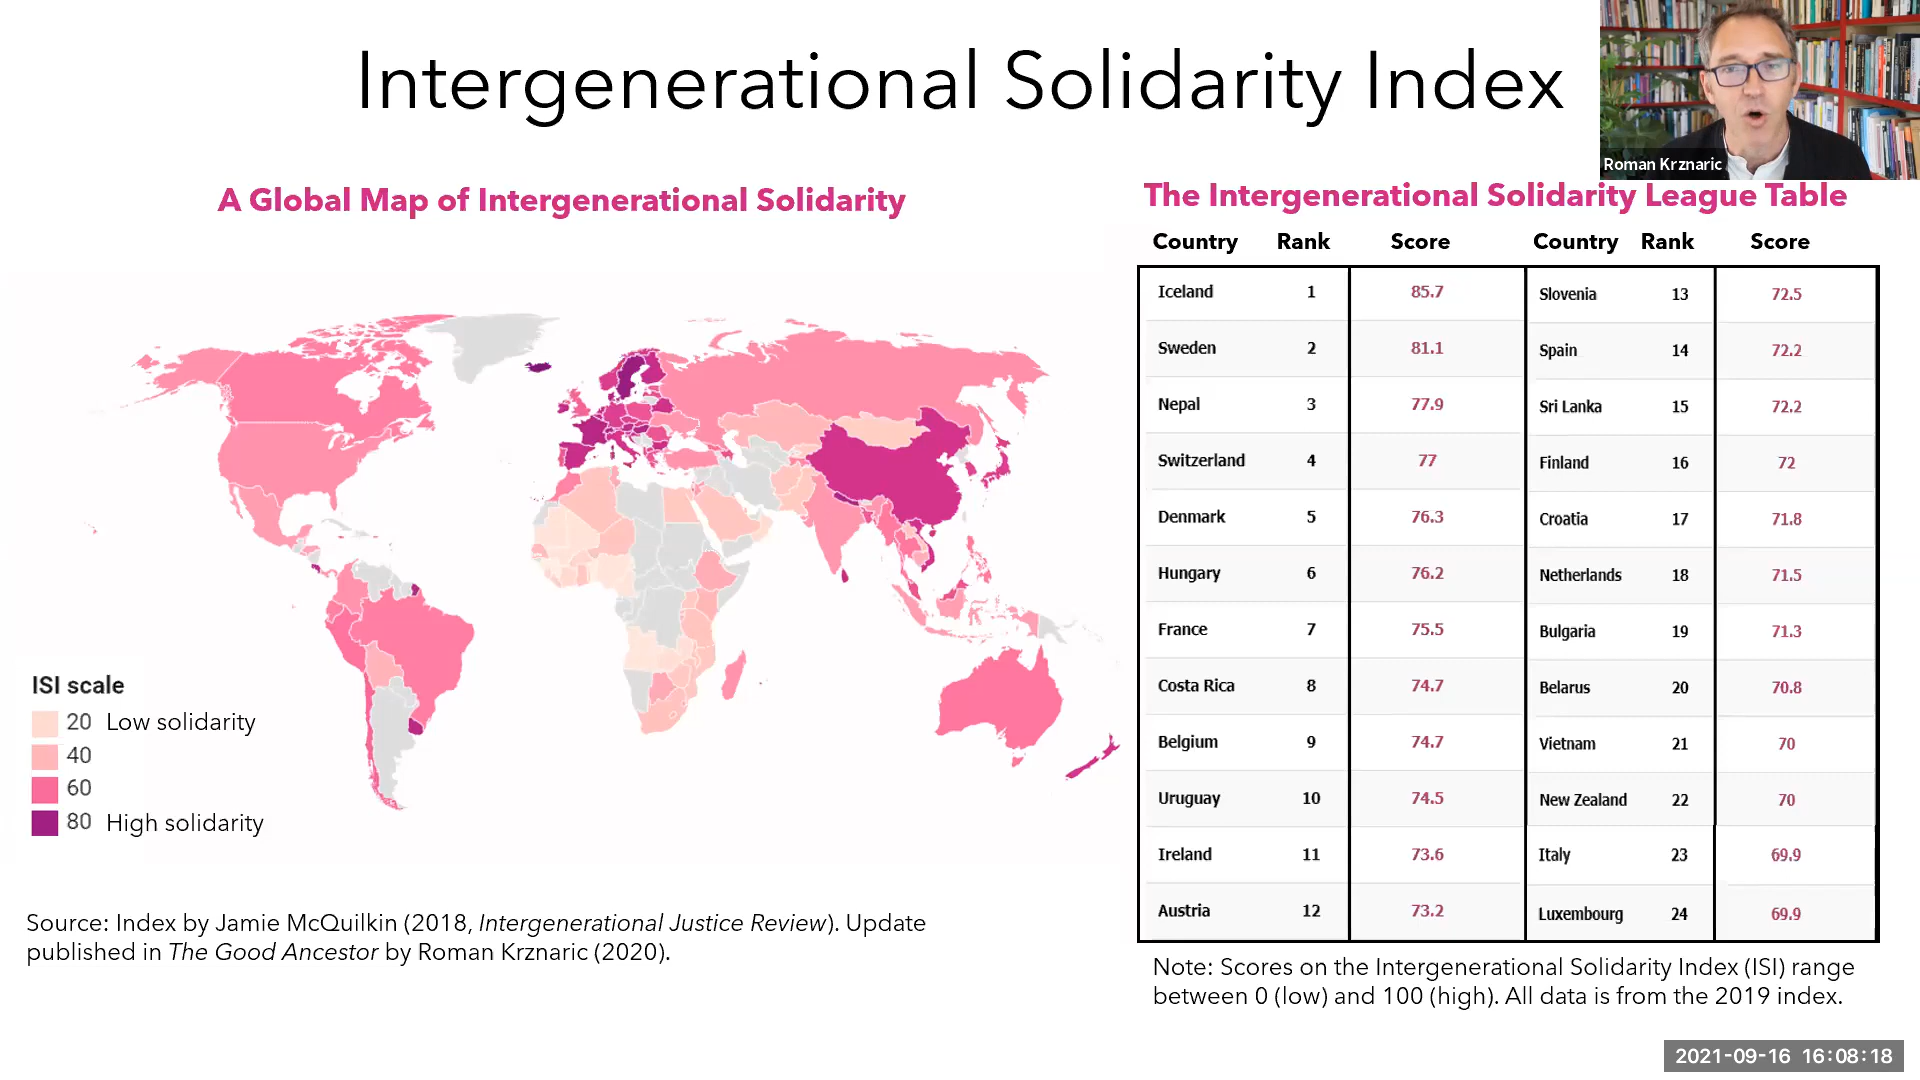 Intergenerational Solidarity Index
Roman Krznaric
A Global Map of Intergenerational Solidarity
ISI scale
20 Low solidarity
40
60
80 High solidarity
Source: Index by Jamie McQuilkin (2018, Intergenerational Justice Review). Update
published in The Good Ancestor by Roman Krznaric (2020).
The Intergenerational Solidarity League Table
Country Rank Score Country Rank Score
Iceland 1 85.7 Slovenia 13 72.5
Sweden 2 81.1 Spain 14 72.2
Nepal 3 77.9 Sri Lanka 15 72.2
Switzerland 4 77 Finland 16 72
Denmark 5 76.3 Croatia 17 71.8
Hungary 6 76.2 Netherlands 18 71.5
France 7 75.5 Bulgaria 19 71.3
Costa Rica 8 74.7 Belarus 20 70.8
Belgium 9 74.7 Vietnam 21 70
Uruguay 10 74.5 New Zealand 22 70
Ireland 11 73.6 Italy 23 69.9
Austria 12 73.2 Luxembourg 24 69.9
Note: Scores on the Intergenerational Solidarity Index (ISI) range
between 0 (low) and 100 (high). All data is from the 2019 index.
2021-09-16 16:08:18